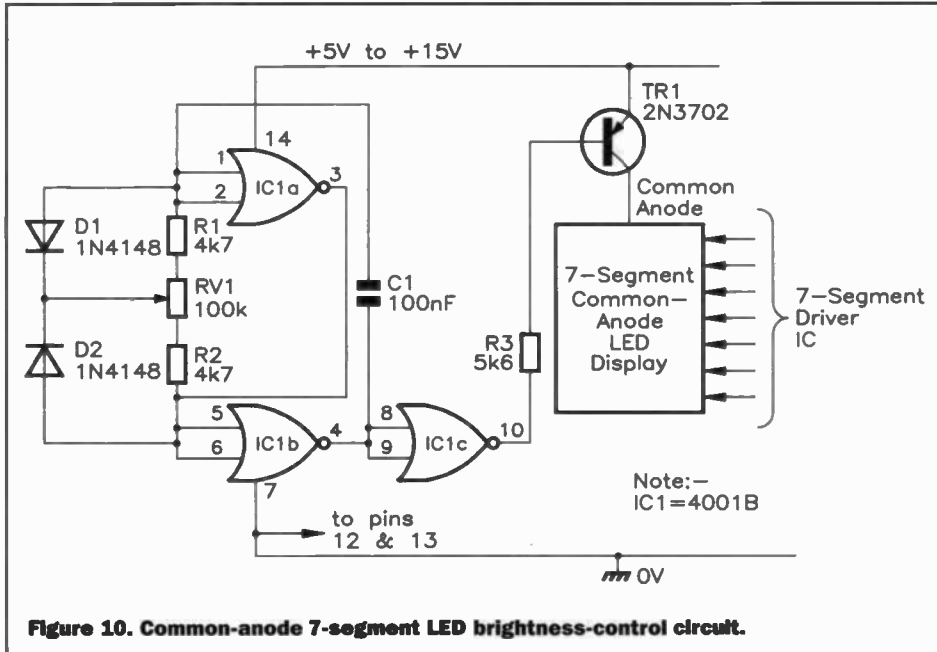 +5V to +15V
TR1
2N3702
14
1
2
IC1a
3
Common
Anode
D1
1N4148
R1
4k7
RV1
100k
C1
100nF
7-Segment
Common-
Anode
LED
Display
7-Segment
Driver
IC
D2
1N4148
R2
4k7
R3
5k6
5
6
IC1b
4
8
9
IC1c
10
7
Note:-
IC1=4001B
to pins
12 & 13
0V
Figure 10. Common-anode 7-segment LED brightness-control circuit.